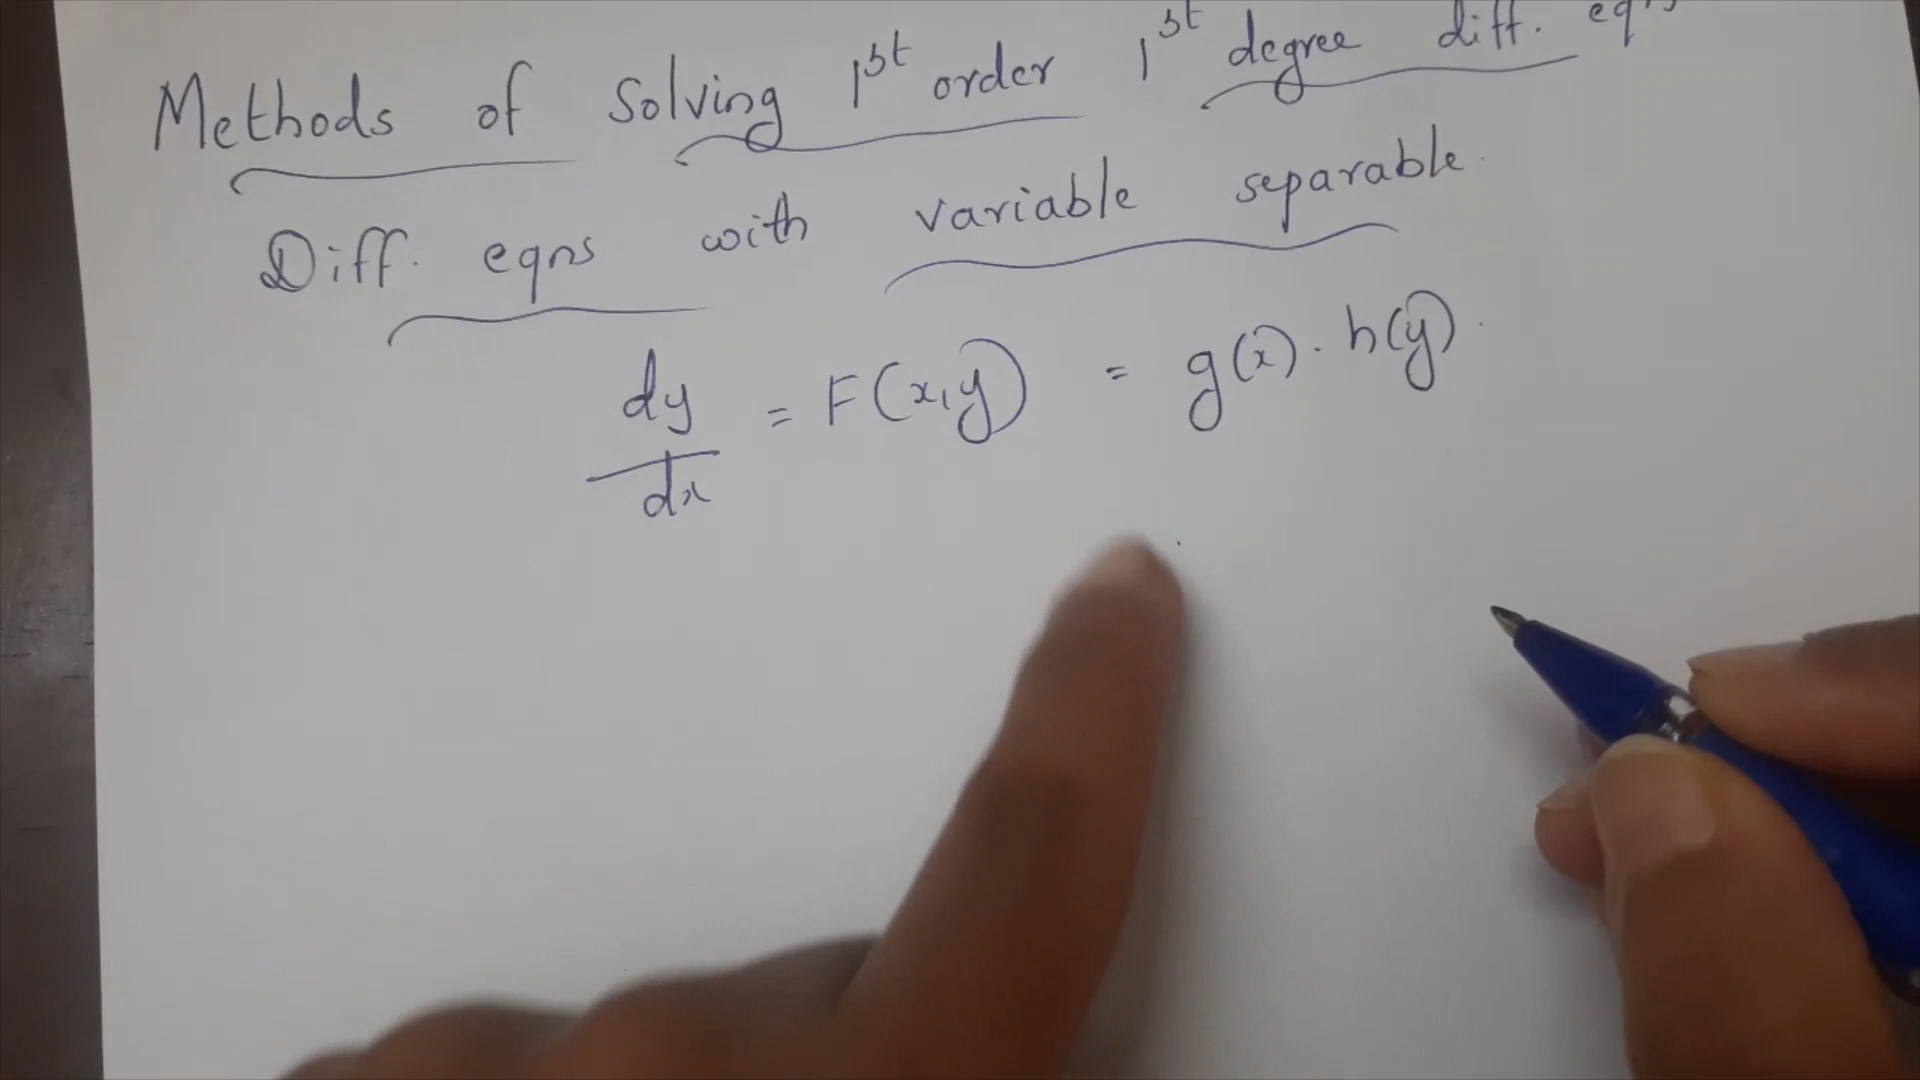 Methods of Solving 1st order 1st degree diff. eqns
Diff. eqns with variable separable.
dy/dx = F(x,y) = g(x) . h(y).